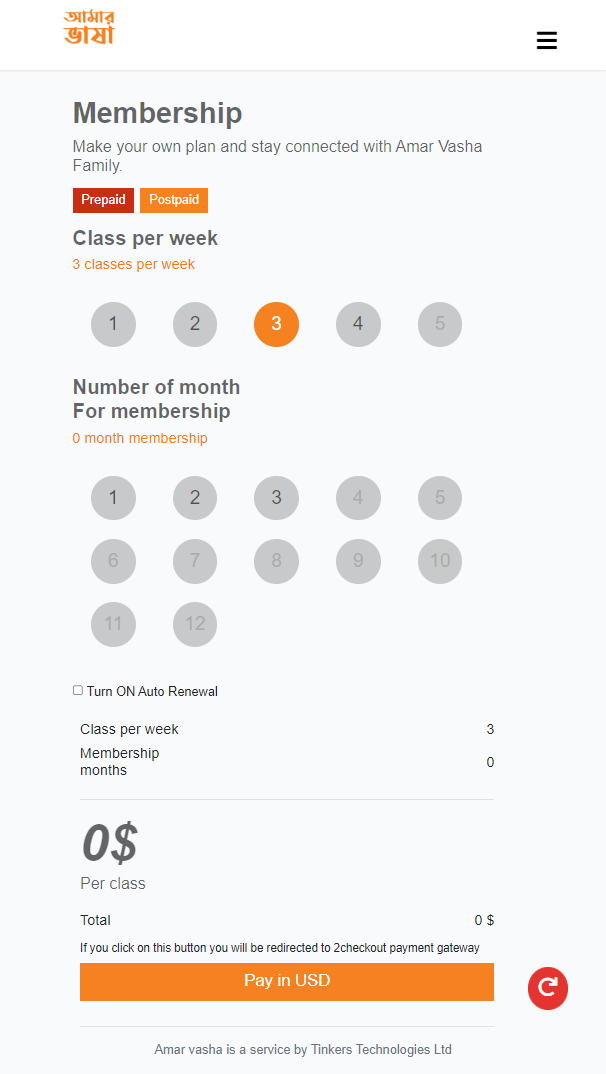 আমার
ভাষা
Membership
Make your own plan and stay connected with Amar Vasha
Family.
Prepaid Postpaid
Class per week
3 classes per week
1 2 3 4 5
Number of month
For membership
0 month membership
1 2 3 4 5
6 7 8 9 10
11 12
Turn ON Auto Renewal
Class per week 3
Membership
months 0
0$
Per class
Total 0 $
If you click on this button you will be redirected to 2checkout payment gateway
Pay in USD
Amar vasha is a service by Tinkers Technologies Ltd